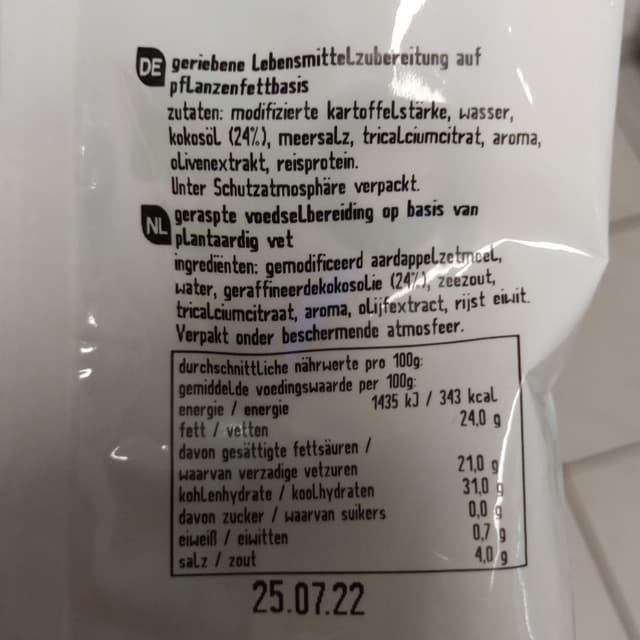 DE geriebene Lebensmittelzubereitung auf
pflanzenfettbasis
zutaten: modifizierte kartoffelstärke, wasser,
kokosöl (24%), meersalz, tricalciumcitrat, aroma,
olivenextrakt, reisprotein.
Unter Schutzatmosphäre verpackt.
NL geraspte voedselbereiding op basis van
plantaardig vet
ingrediënten: gemodificeerd aardappelzetmeel,
water, geraffineerdekokosolie (24%), zeezout,
tricalciumcitraat, aroma, olijfextract, rijst eiwit.
Verpakt onder beschermende atmosfeer.
durchschnittliche nährwerte pro 100g:
gemiddelde voedingswaarde per 100g:
energie / energie 1435 kJ / 343 kcal
fett / vetten 24,0 g
davon gesättigte fettsäuren /
waarvan verzadige vetzuren 21,0 g
kohlenhydrate / koolhydraten 31,0 g
davon zucker / waarvan suikers 0,0 g
eiweiß / eiwitten 0,7 g
salz / zout 4,0 g
25.07.22